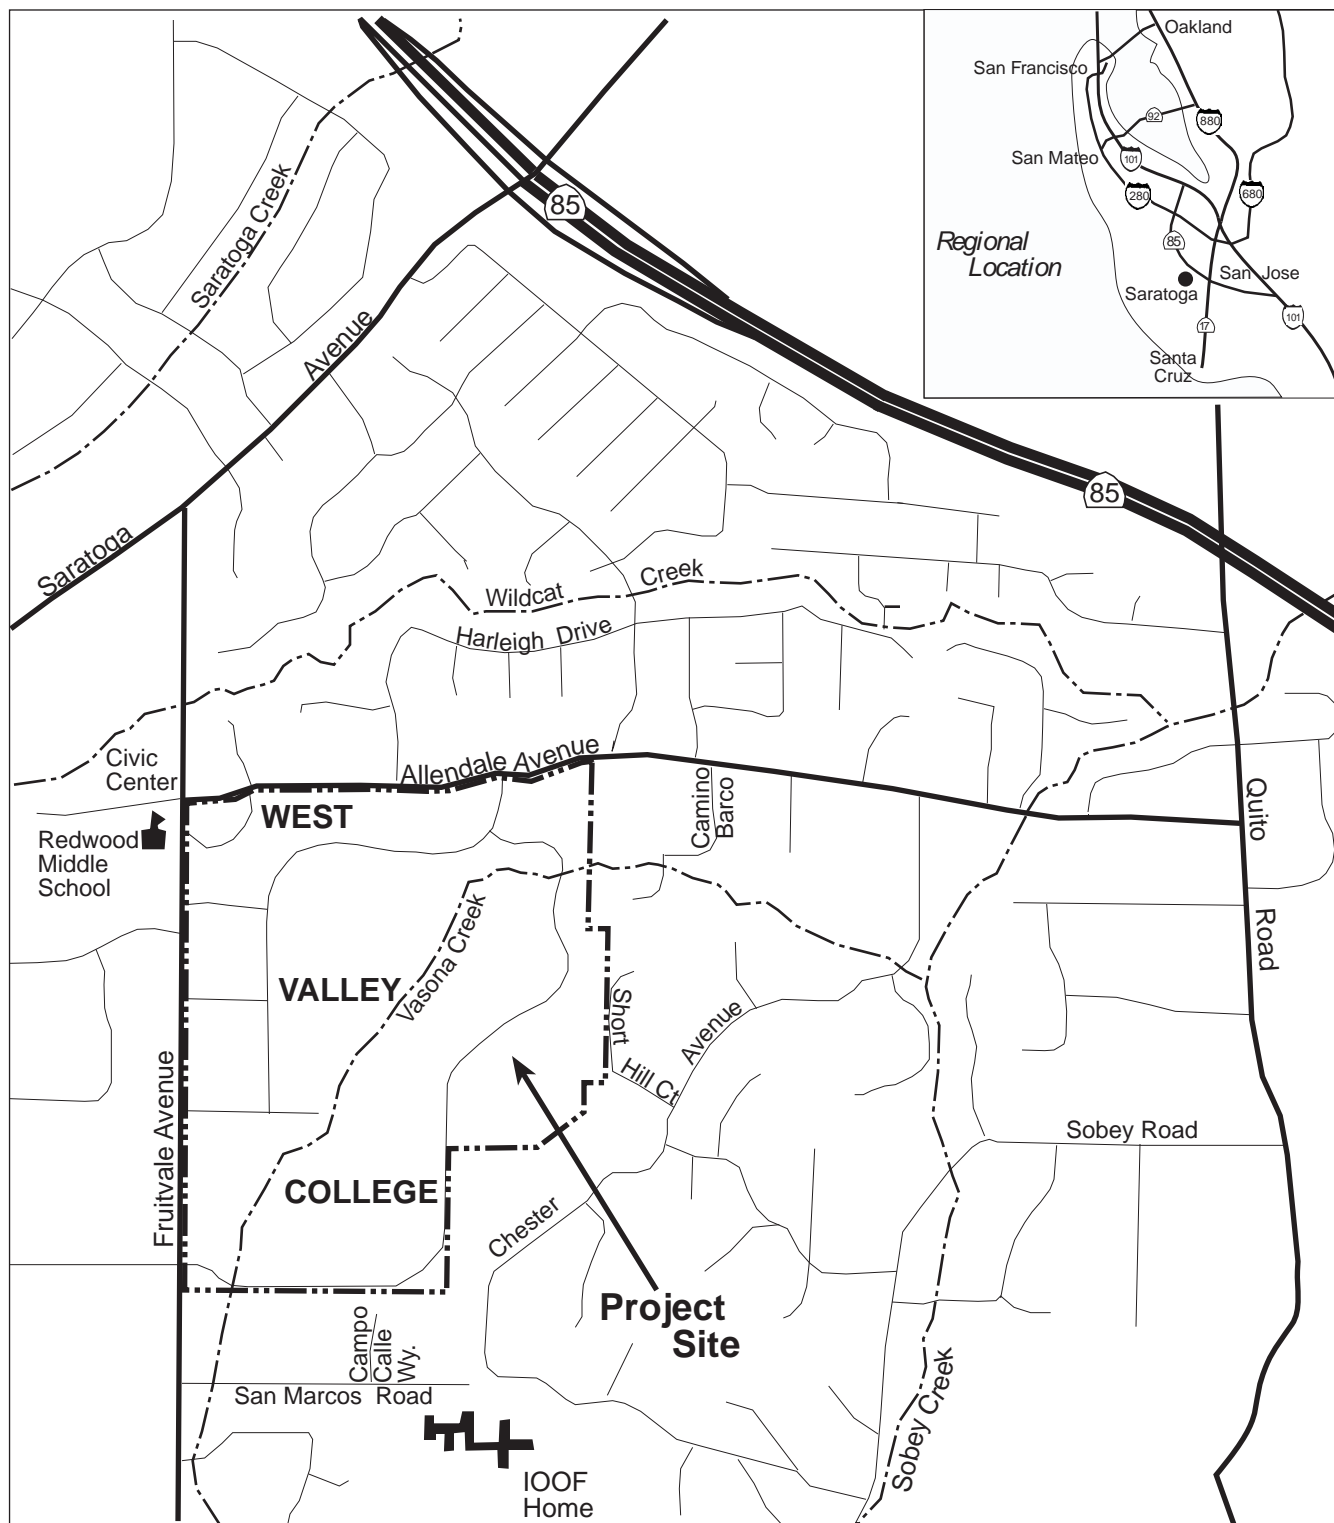 Oakland
San Francisco
92
880
San Mateo
101
280
680
Regional
Location
85
San Jose
Saratoga
101
17
Santa
Cruz
85
Saratoga Creek
Avenue
85
Saratoga
Wildcat Creek
Harleigh Drive
Civic
Center
Allendale Avenue
Camino
Barco
Quito
Road
WEST
Redwood
Middle
School
VALLEY
Vasona Creek
Short
Hill Ct
Avenue
Fruitvale Avenue
Sobey Road
COLLEGE
Chester
Project
Site
Campo
Calle
Wy.
San Marcos Road
Sobey Creek
IOOF
Home